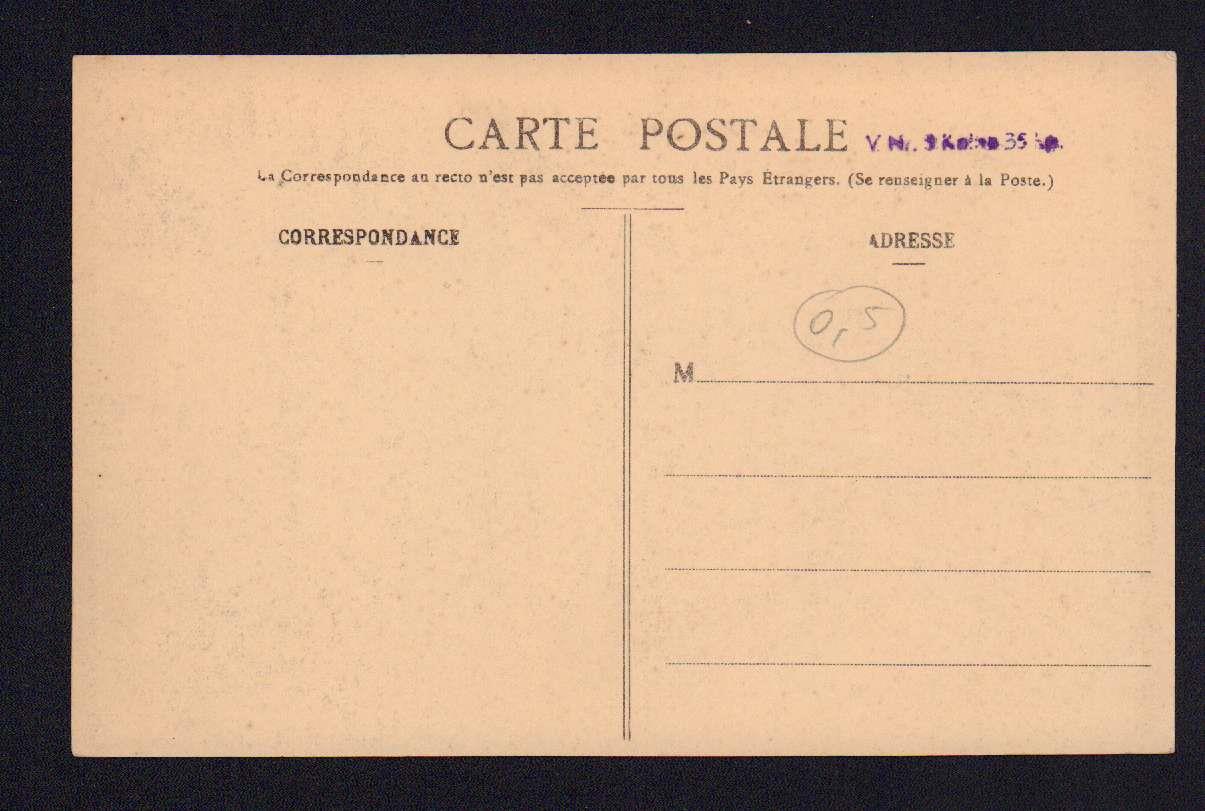 CARTE POSTALE
La Correspondance au recto n'est pas acceptée par tous les Pays Étrangers. (Se renseigner à la Poste.)
CORRESPONDANCE
ADRESSE
0,5
M